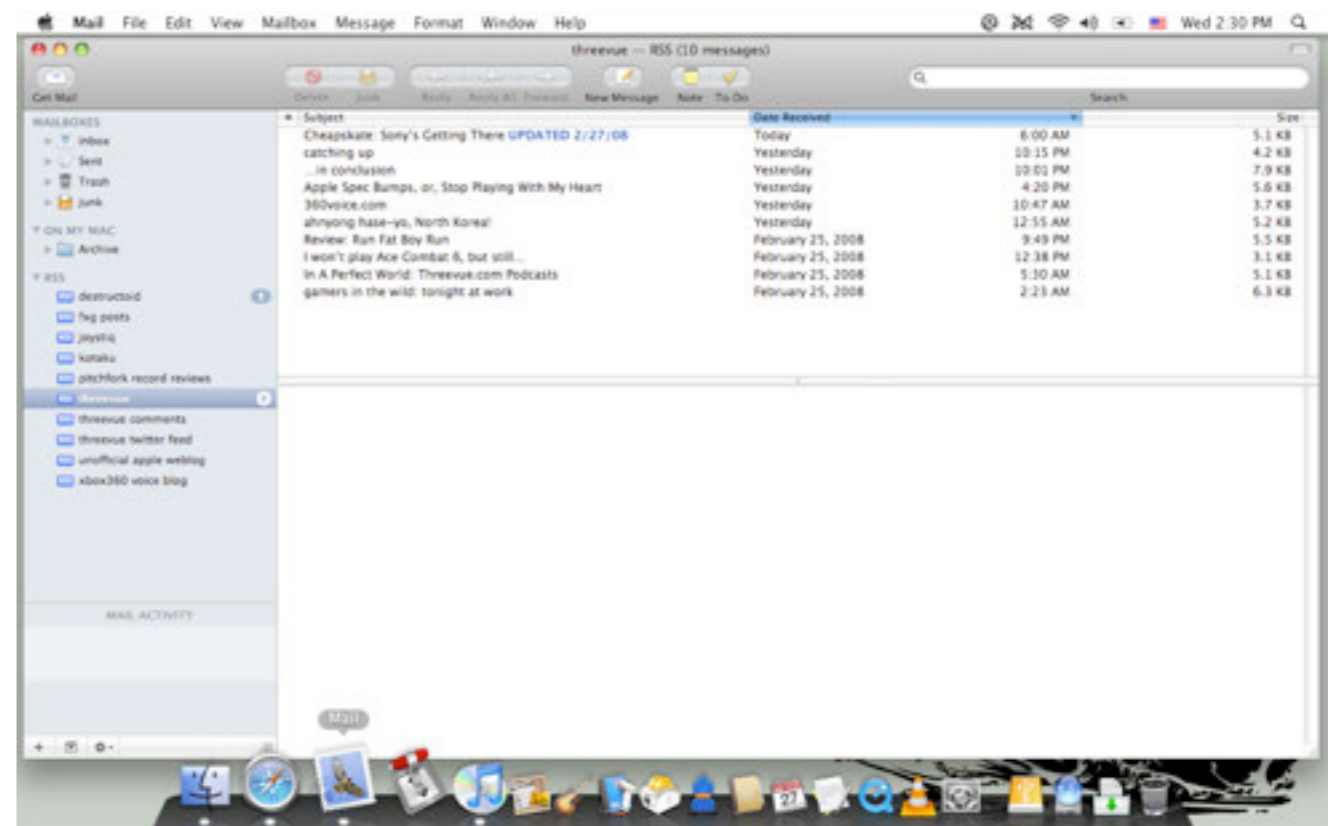 Mail File Edit View Mailbox Message Format Window Help Wed 2:30 PM
threevue — RSS (10 messages)
Get Mail Delete Junk Reply Reply All Forward New Message Note To Do Search
MAILBOXES
Inbox
Sent
Trash
Junk
ON MY MAC
Archive
RSS
destructoid
fxg posts
joystiq
kotaku
pitchfork record reviews
threevue
threevue comments
threevue twitter feed
unofficial apple weblog
xbox360 voice blog
MAIL ACTIVITY
Subject Date Received Size
Cheapskate: Sony's Getting There UPDATED 2/27/08 Today 6:00 AM 5.1 KB
catching up Yesterday 10:15 PM 4.2 KB
...in conclusion Yesterday 10:01 PM 7.9 KB
Apple Spec Bumps, or, Stop Playing With My Heart Yesterday 4:20 PM 5.6 KB
360voice.com Yesterday 10:47 AM 3.7 KB
ahnyong hase-yo, North Korea! Yesterday 12:55 AM 5.2 KB
Review: Run Fat Boy Run February 25, 2008 9:49 PM 5.5 KB
I won't play Ace Combat 6, but still... February 25, 2008 12:38 PM 3.1 KB
In A Perfect World: Threevue.com Podcasts February 25, 2008 5:30 AM 5.1 KB
gamers in the wild: tonight at work February 25, 2008 2:23 AM 6.3 KB
Mail
27